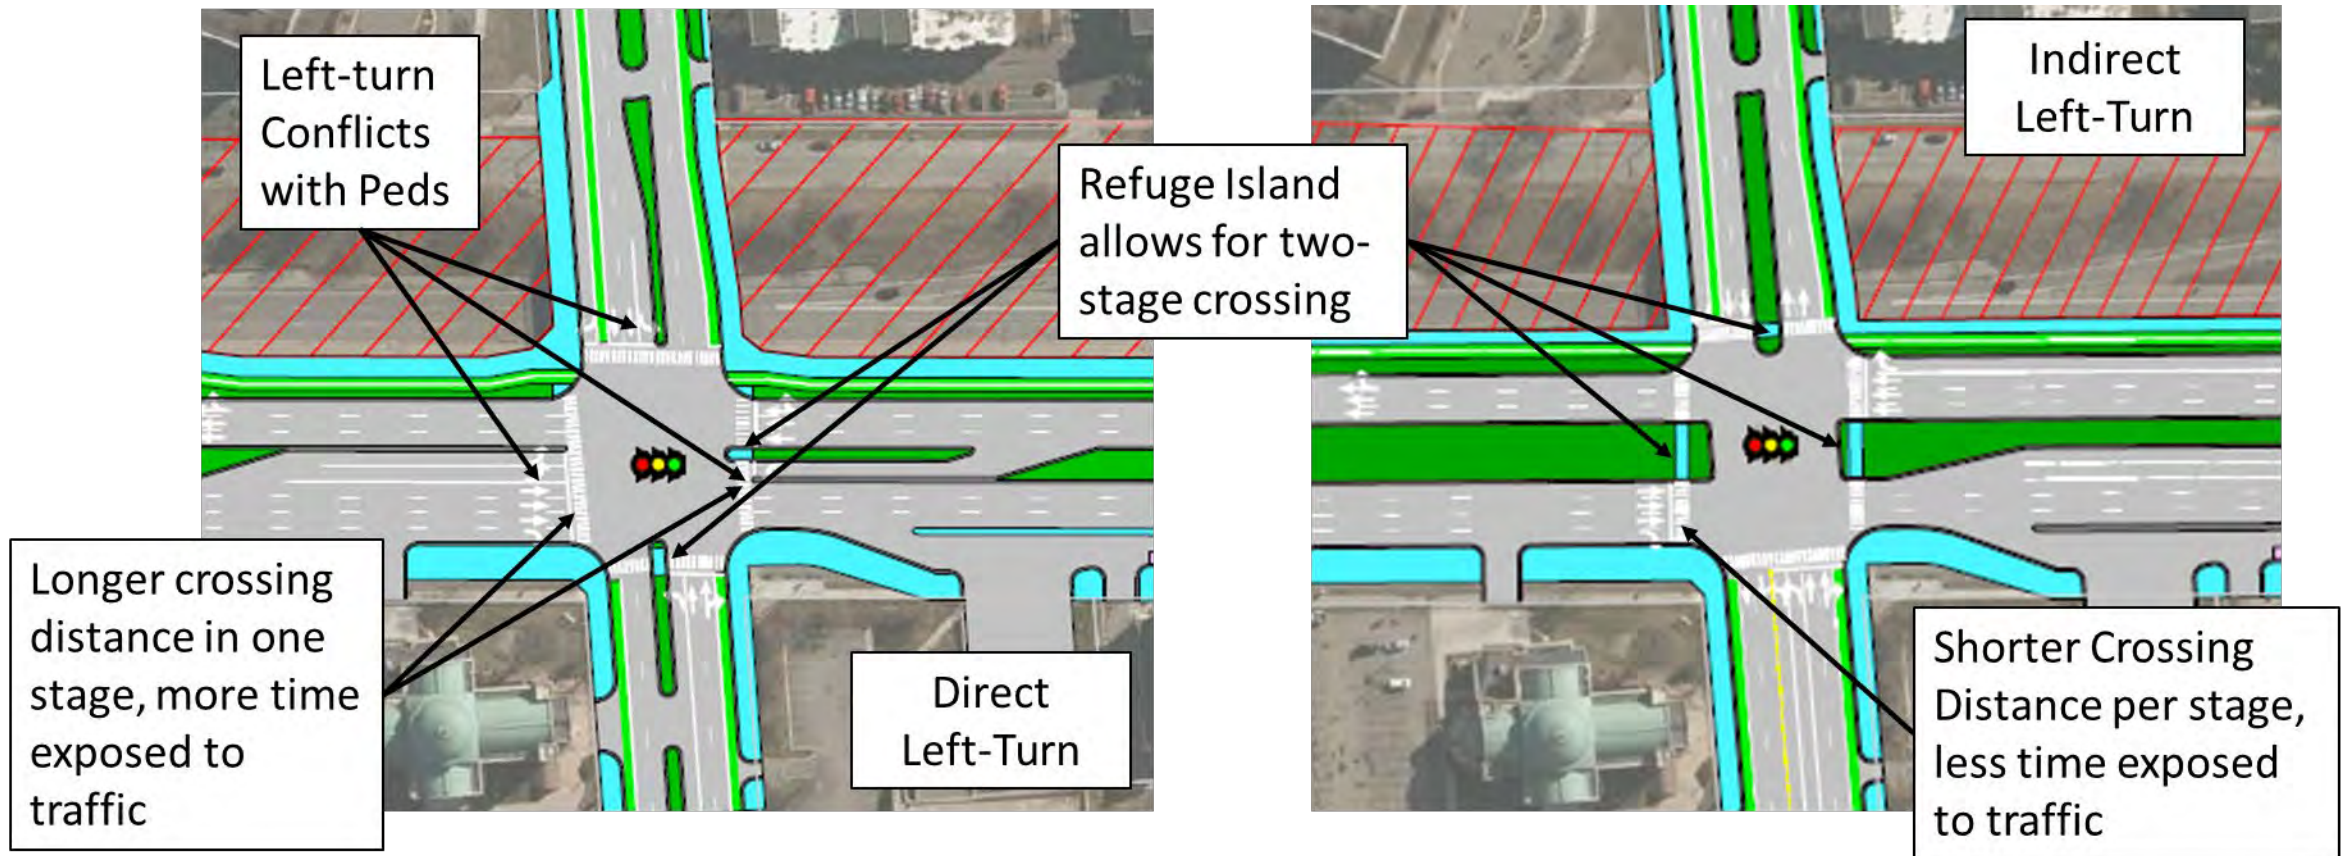 Left-turn
Conflicts
with Peds
Longer crossing
distance in one
stage, more time
exposed to
traffic
Direct
Left-Turn
Refuge Island
allows for two-
stage crossing
Indirect
Left-Turn
Shorter Crossing
Distance per stage,
less time exposed
to traffic